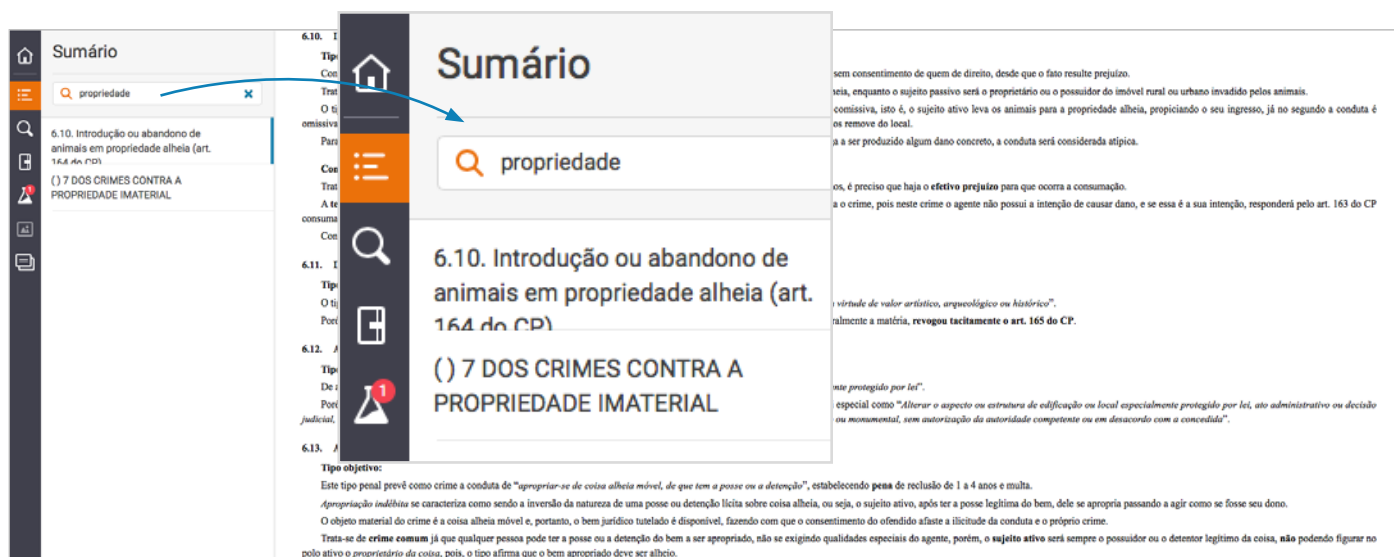 Sumário
propriedade
6.10. Introdução ou abandono de
animais em propriedade alheia (art.
164 do CP)
( ) 7 DOS CRIMES CONTRA A
PROPRIEDADE IMATERIAL
1
Sumário
propriedade
6.10. Introdução ou abandono de
animais em propriedade alheia (art.
164 do CP)
( ) 7 DOS CRIMES CONTRA A
PROPRIEDADE IMATERIAL
1
6.10.
sem consentimento de quem de direito, desde que o fato resulte prejuízo.
enquanto o sujeito passivo será o proprietário ou o possuidor do imóvel rural ou urbano invadido pelos animais.
comissiva, isto é, o sujeito ativo leva os animais para a propriedade alheia, propiciando o seu ingresso, já no segundo a conduta é
omissiva os remove do local.
a ser produzido algum dano concreto, a conduta será considerada atípica.
é preciso que haja o efetivo prejuízo para que ocorra a consumação.
A o crime, pois neste crime o agente não possui a intenção de causar dano, e se essa é a sua intenção, responderá pelo art. 163 do CP
6.11.
O virtude de valor artístico, arqueológico ou histórico”.
a matéria, revogou tacitamente o art. 165 do CP.
6.12.
protegido por lei”.
especial como “Alterar o aspecto ou estrutura de edificação ou local especialmente protegido por lei, ato administrativo ou decisão
judicial, ou monumental, sem autorização da autoridade competente ou em desacordo com a concedida”.
6.13.
Tipo objetivo:
Este tipo penal prevê como crime a conduta de “apropriar-se de coisa alheia móvel, de que tem a posse ou a detenção”, estabelecendo pena de reclusão de 1 a 4 anos e multa.
Apropriação indébita se caracteriza como sendo a inversão da natureza de uma posse ou detenção lícita sobre coisa alheia, ou seja, o sujeito ativo, após ter a posse legítima do bem, dele se apropria passando a agir como se fosse seu dono.
O objeto material do crime é a coisa alheia móvel e, portanto, o bem jurídico tutelado é disponível, fazendo com que o consentimento do ofendido afaste a ilicitude da conduta e o próprio crime.
Trata-se de crime comum já que qualquer pessoa pode ter a posse ou a detenção do bem a ser apropriado, não se exigindo qualidades especiais do agente, porém, o sujeito ativo será sempre o possuidor ou o detentor legítimo da coisa, não podendo figurar no
polo ativo o proprietário da coisa, pois, o tipo afirma que o bem apropriado deve ser alheio.